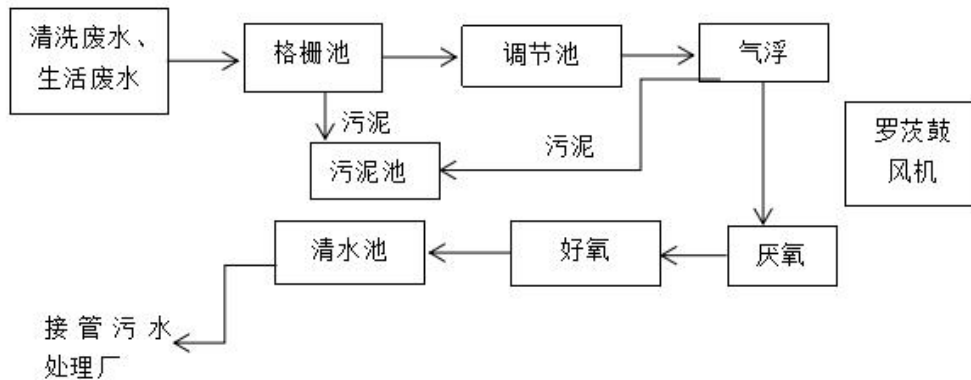 清洗废水、
生活废水
格栅池
调节池
气浮
污泥
污泥
污泥池
罗茨鼓
风机
清水池
好氧
厌氧
接管污水
处理厂